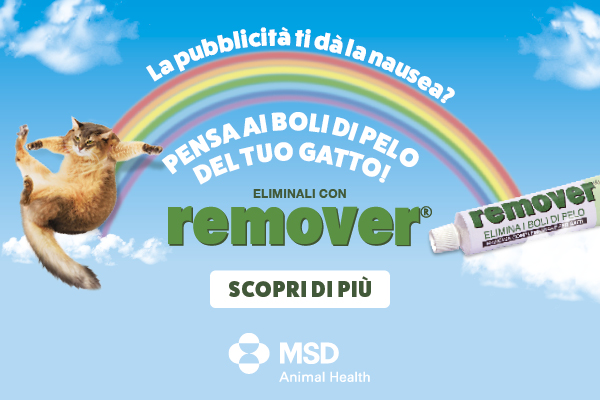 La pubblicità ti dà la nausea?
PENSA AI BOLI DI PELO
DEL TUO GATTO!
ELIMINALI CON
remover®
remover
ELIMINA I BOLI DI PELO
SCOPRI DI PIÙ
MSD
Animal Health